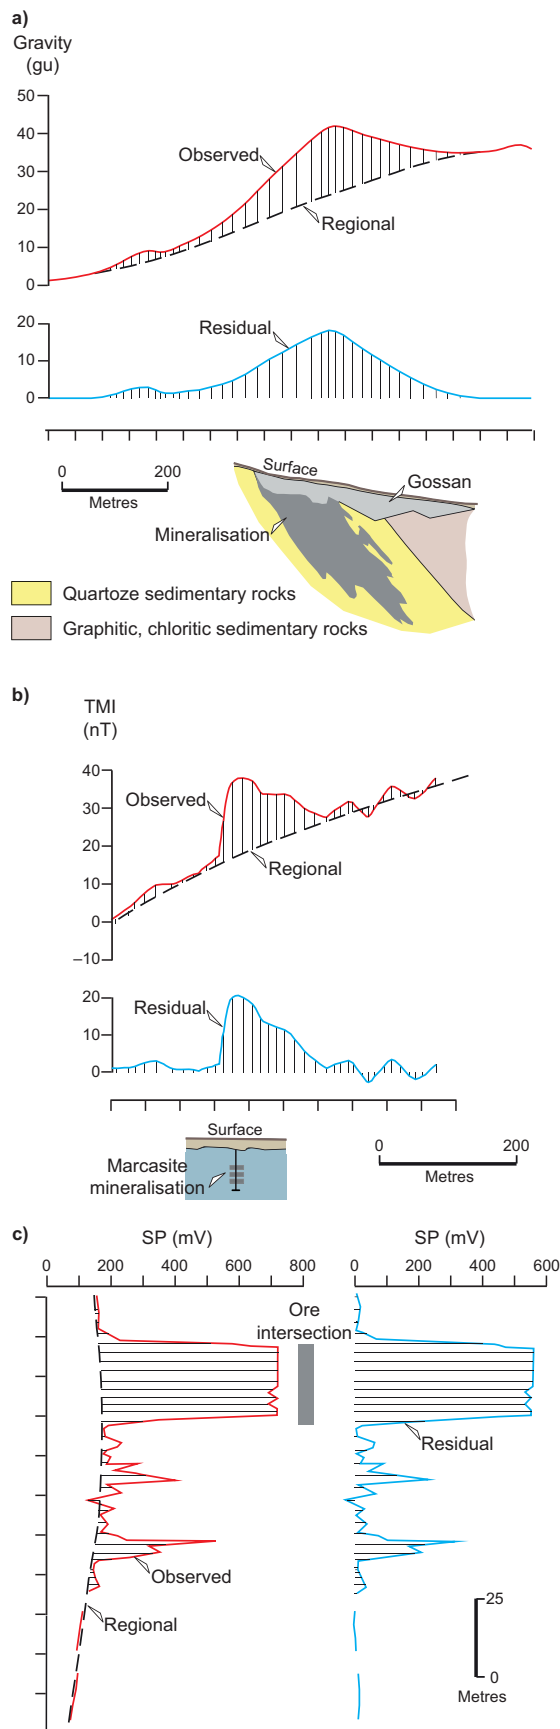 a)
Gravity
(gu)
50
40
30
20
10
0
Observed
Regional
20
10
0
Residual
0 200
Metres
Surface
Gossan
Mineralisation
Quartoze sedimentary rocks
Graphitic, chloritic sedimentary rocks
b)
TMI
(nT)
40
30
20
10
0
–10
Observed
Regional
20
10
0
Residual
Surface
Marcasite
mineralisation
0 200
Metres
c)
SP (mV)
0 200 400 600 800
Ore
intersection
Observed
Regional
SP (mV)
0 200 400 600
Residual
25
0
Metres